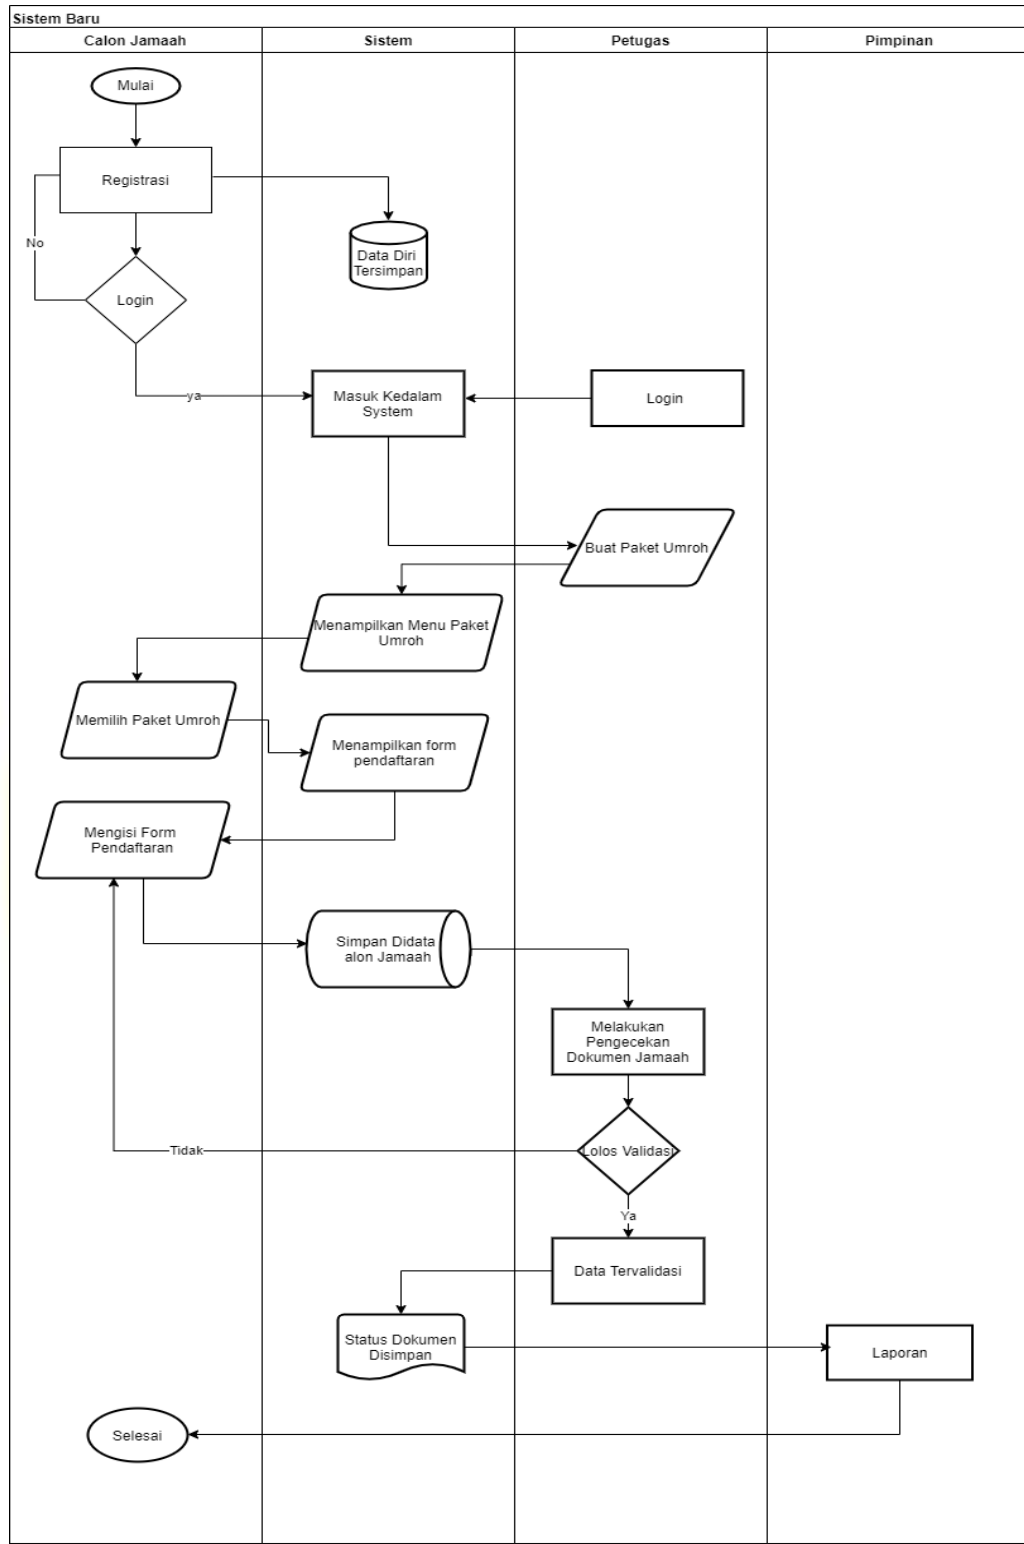 Sistem Baru
Calon Jamaah
Sistem
Petugas
Pimpinan
Mulai
Registrasi
No
Data Diri
Tersimpan
Login
ya
Masuk Kedalam
System
Login
Buat Paket Umroh
Menampilkan Menu Paket
Umroh
Memilih Paket Umroh
Menampilkan form
pendaftaran
Mengisi Form
Pendaftaran
Simpan Didata
alon Jamaah
Melakukan
Pengecekan
Dokumen Jamaah
Tidak
Lolos Validasi
Ya
Data Tervalidasi
Status Dokumen
Disimpan
Laporan
Selesai